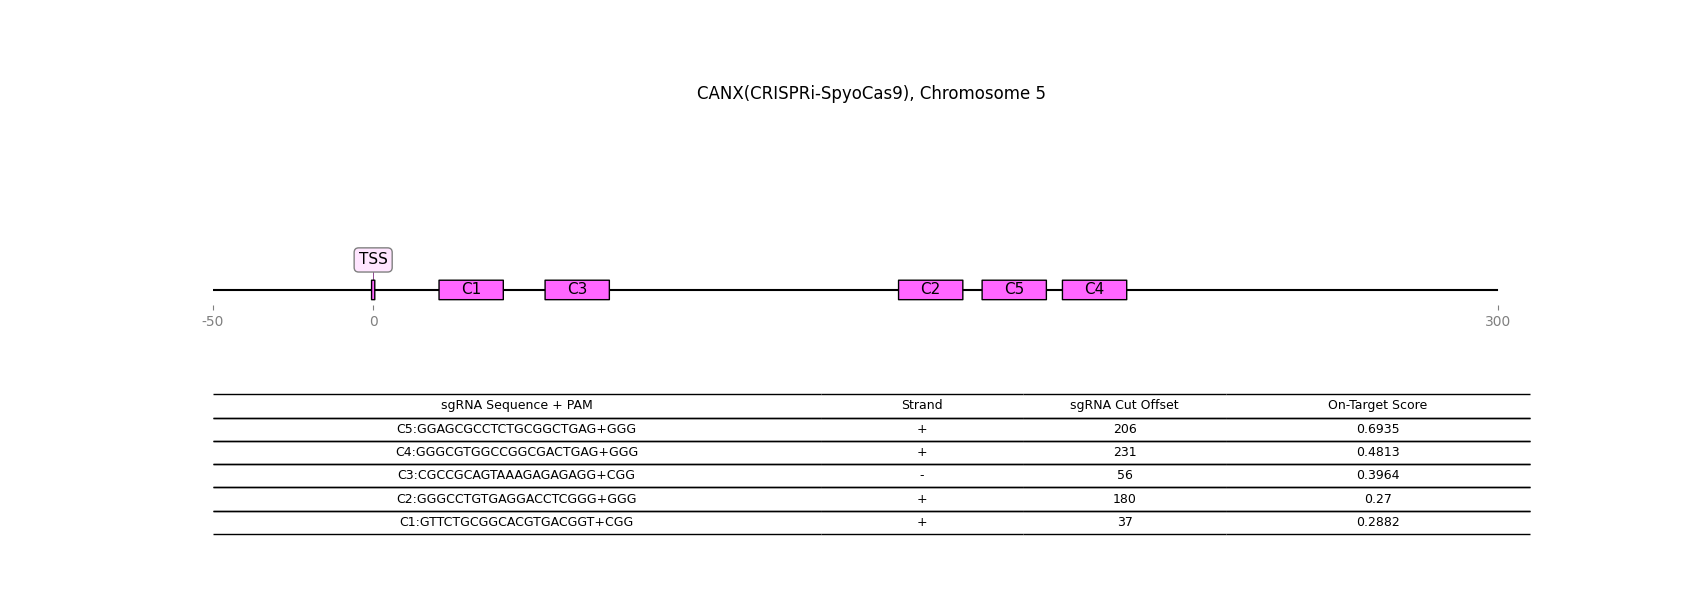 CANX(CRISPRi-SpyoCas9), Chromosome 5
TSS
C1 C3 C2 C5 C4
-50 0 300
sgRNA Sequence + PAM Strand sgRNA Cut Offset On-Target Score
C5:GGAGCGCCTCTGCGGCTGAG+GGG + 206 0.6935
C4:GGGCGTGGCCGGCGACTGAG+GGG + 231 0.4813
C3:CGCCGCAGTAAAGAGAGAGG+CGG - 56 0.3964
C2:GGGCCTGTGAGGACCTCGGG+GGG + 180 0.27
C1:GTTCTGCGGCACGTGACGGT+CGG + 37 0.2882